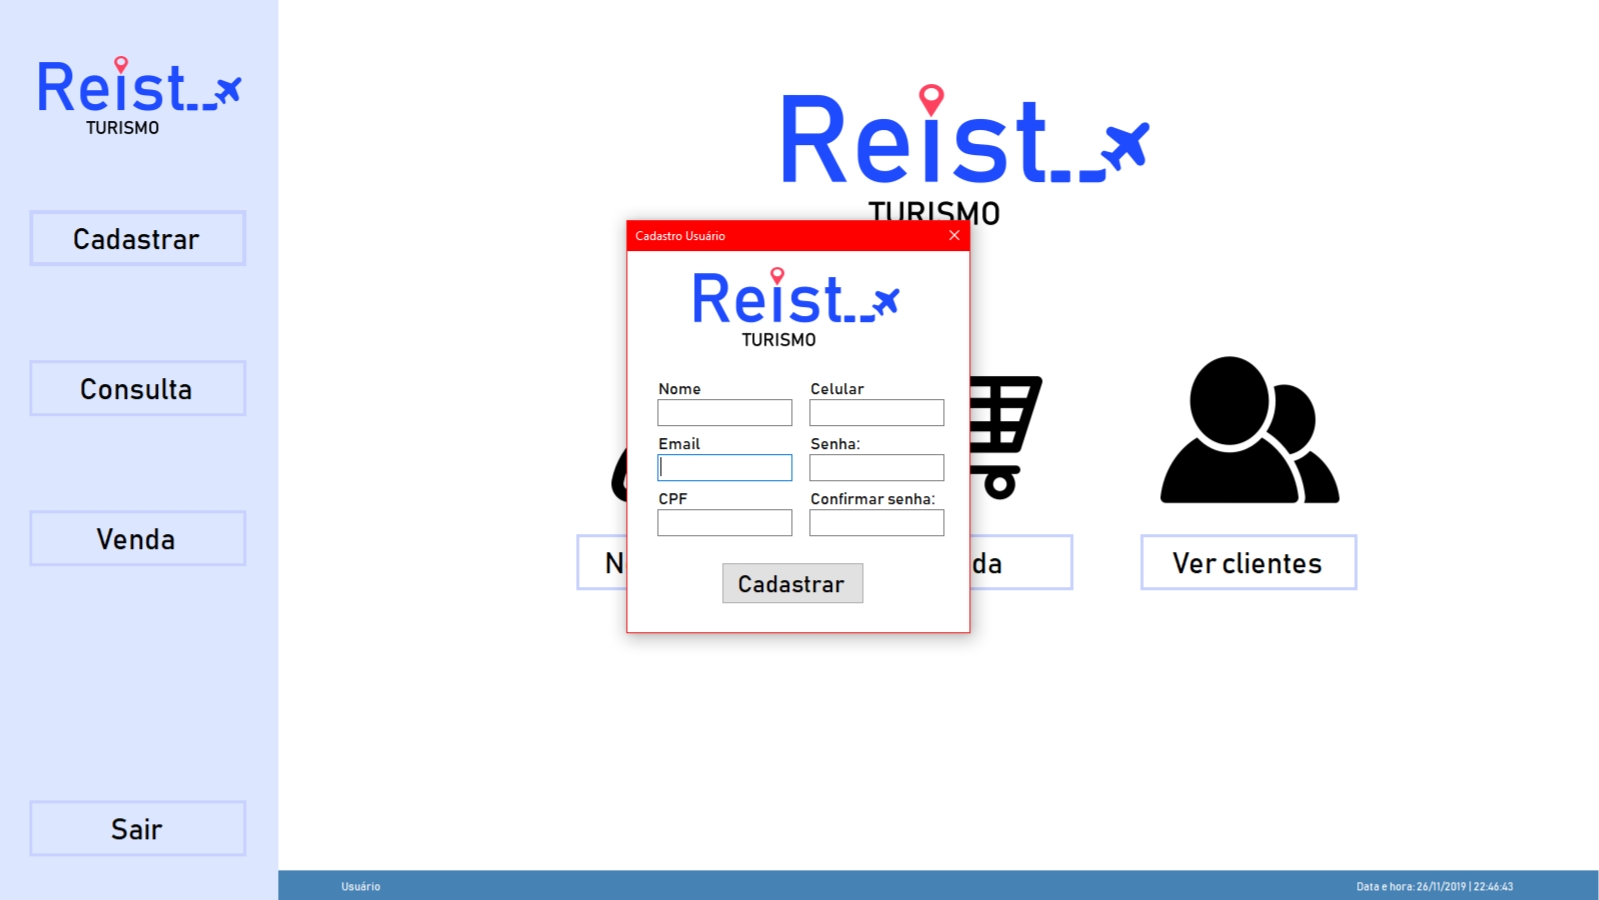 Reist
TURISMO
Cadastrar
Consulta
Venda
Sair
Reist
TURISMO
Cadastro Usuário
Reist
TURISMO
Nome
Celular
Email
Senha:
CPF
Confirmar senha:
Cadastrar
Ver clientes
Usuário
Data e hora: 26/11/2019 | 22:46:43